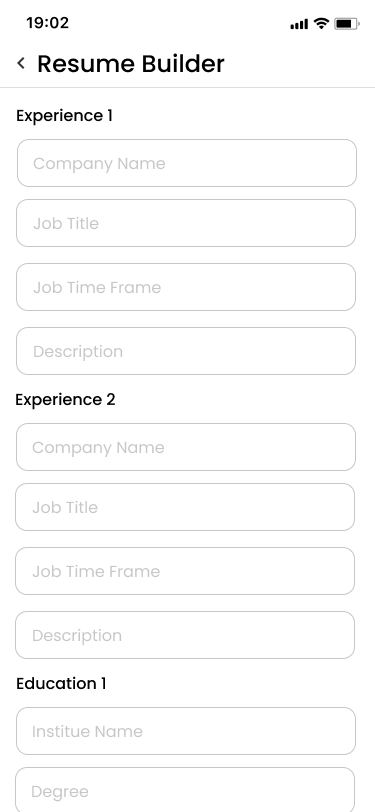 19:02
Resume Builder
Experience 1
Company Name
Job Title
Job Time Frame
Description
Experience 2
Company Name
Job Title
Job Time Frame
Description
Education 1
Institue Name
Degree